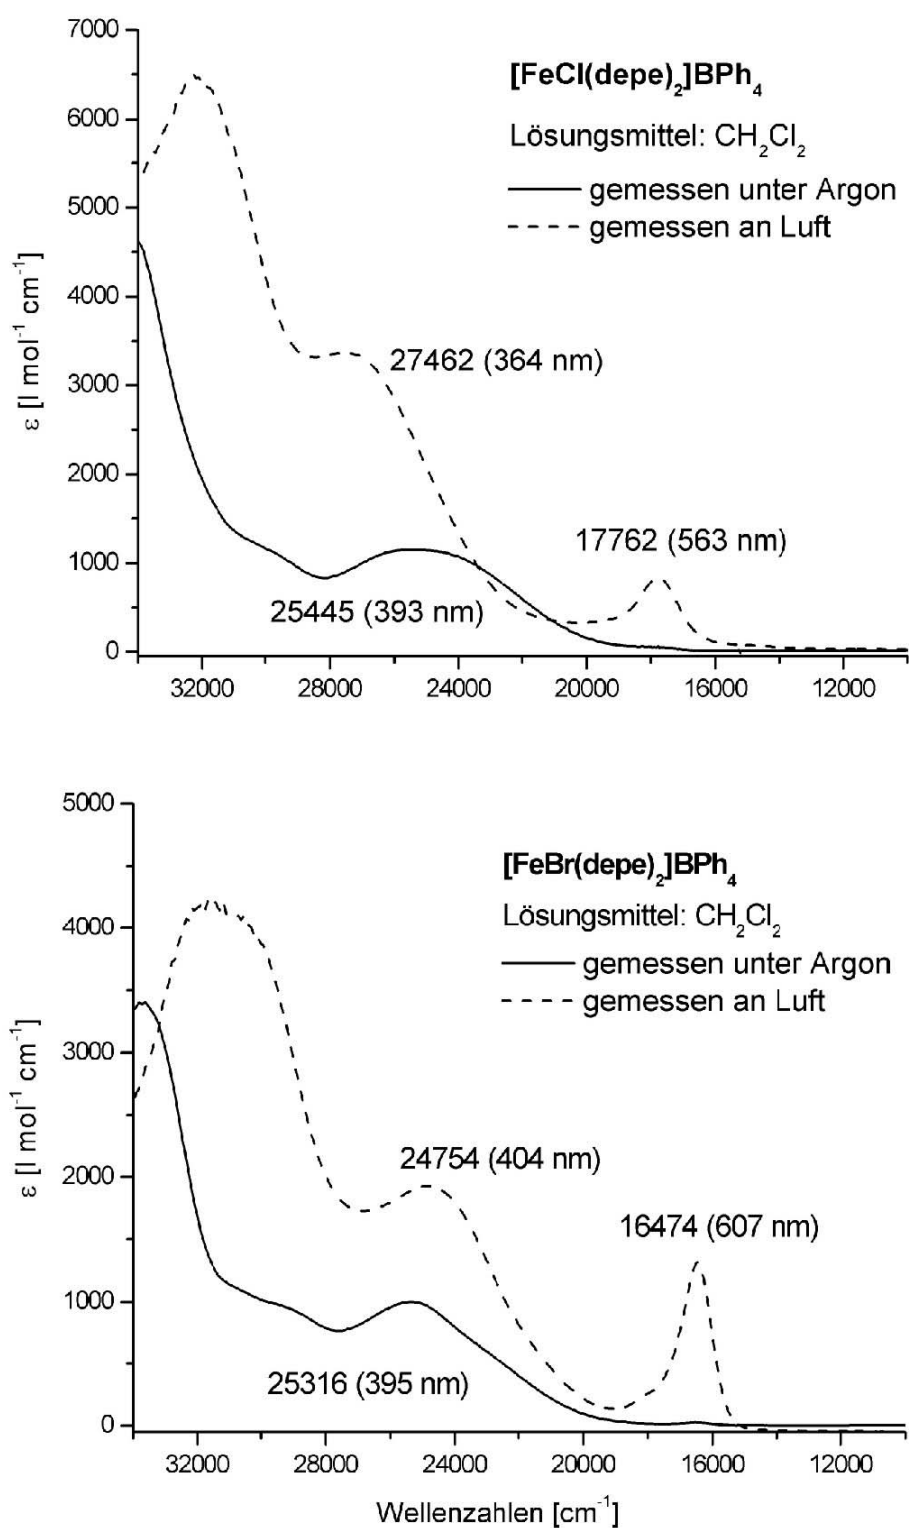 7000
6000
5000
4000
3000
2000
1000
0
ε [l mol⁻¹ cm⁻¹]
[FeCl(depe)₂]BPh₄
Lösungsmittel: CH₂Cl₂
gemessen unter Argon
gemessen an Luft
27462 (364 nm)
17762 (563 nm)
25445 (393 nm)
32000 28000 24000 20000 16000 12000
5000
4000
3000
2000
1000
0
ε [l mol⁻¹ cm⁻¹]
[FeBr(depe)₂]BPh₄
Lösungsmittel: CH₂Cl₂
gemessen unter Argon
gemessen an Luft
24754 (404 nm)
16474 (607 nm)
25316 (395 nm)
32000 28000 24000 20000 16000 12000
Wellenzahlen [cm⁻¹]